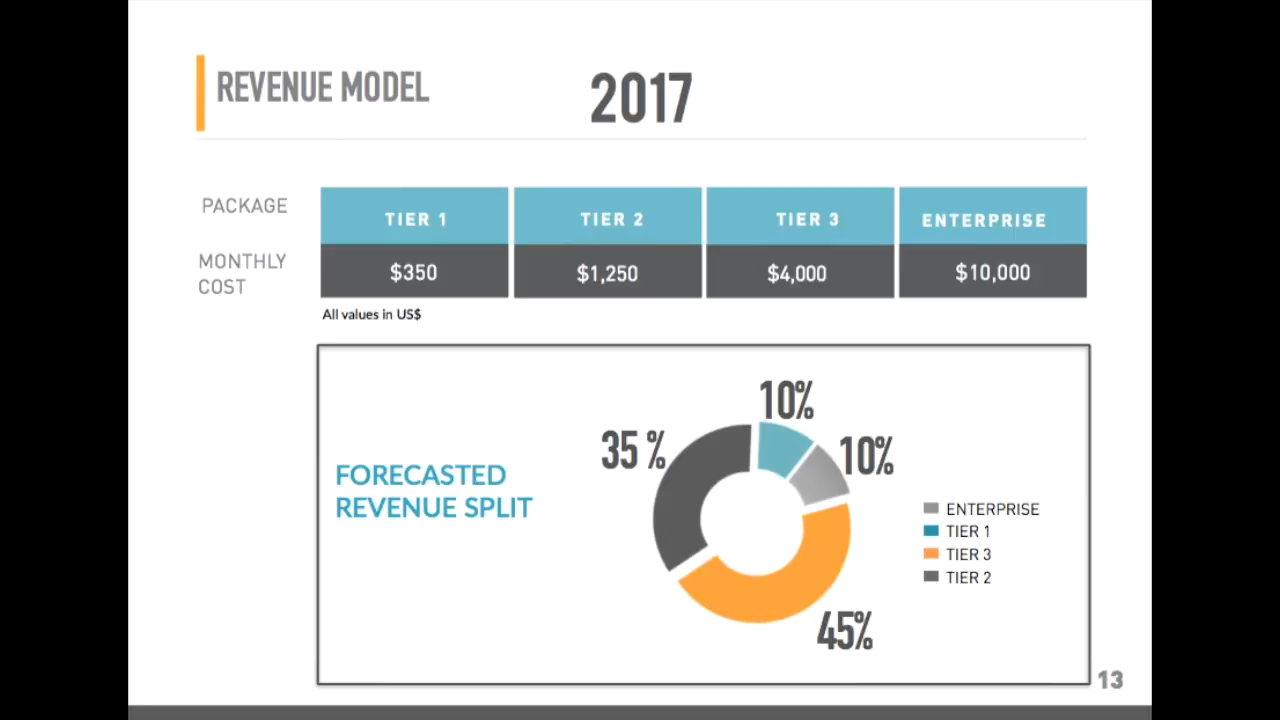 REVENUE MODEL
2017
PACKAGE
TIER 1
TIER 2
TIER 3
ENTERPRISE
MONTHLY
COST
$350
$1,250
$4,000
$10,000
All values in US$
FORECASTED
REVENUE SPLIT
10%
35 %
10%
45%
ENTERPRISE
TIER 1
TIER 3
TIER 2
13